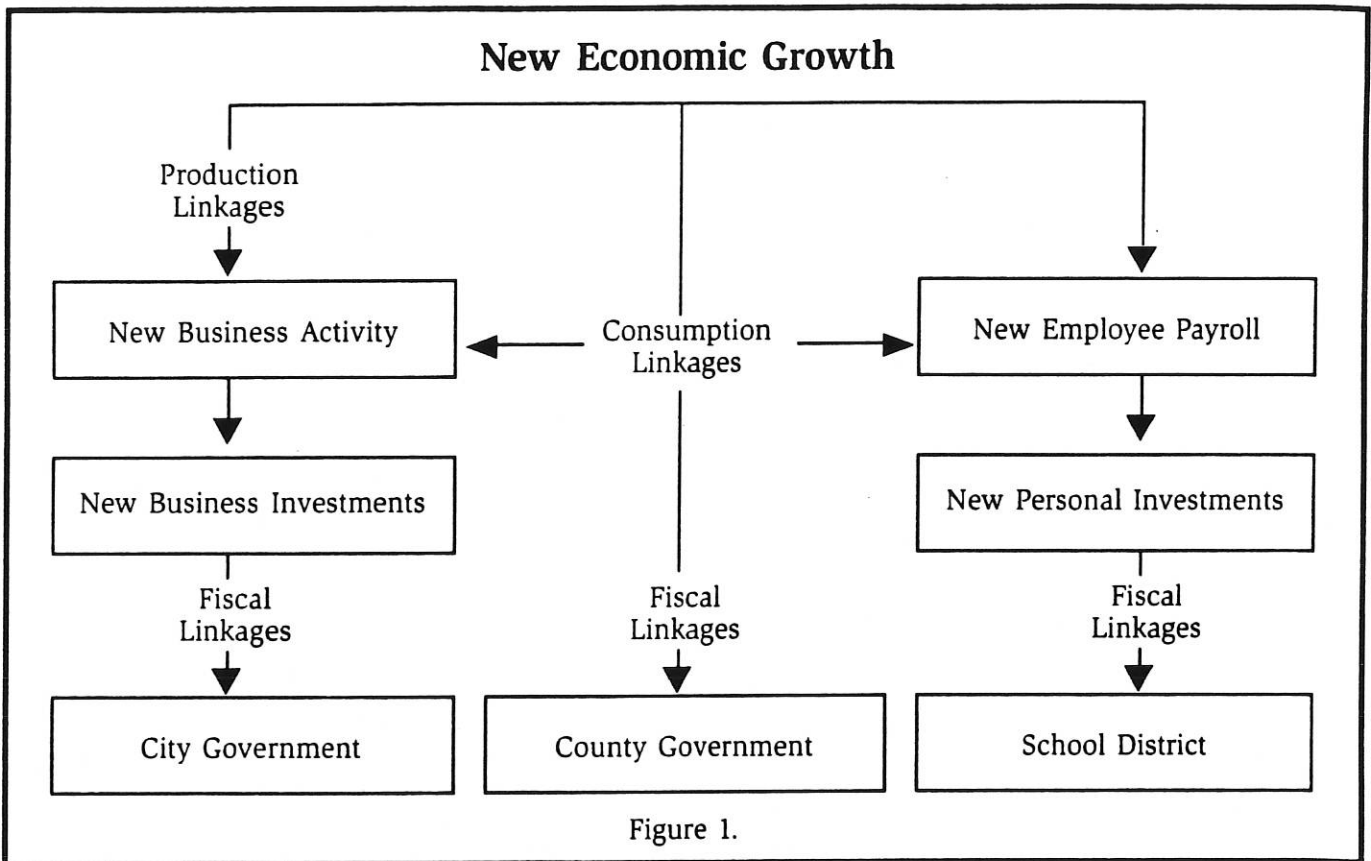 New Economic Growth
Production
Linkages
New Business Activity
Consumption
Linkages
New Employee Payroll
New Business Investments
New Personal Investments
Fiscal
Linkages
Fiscal
Linkages
Fiscal
Linkages
City Government
County Government
School District
Figure 1.